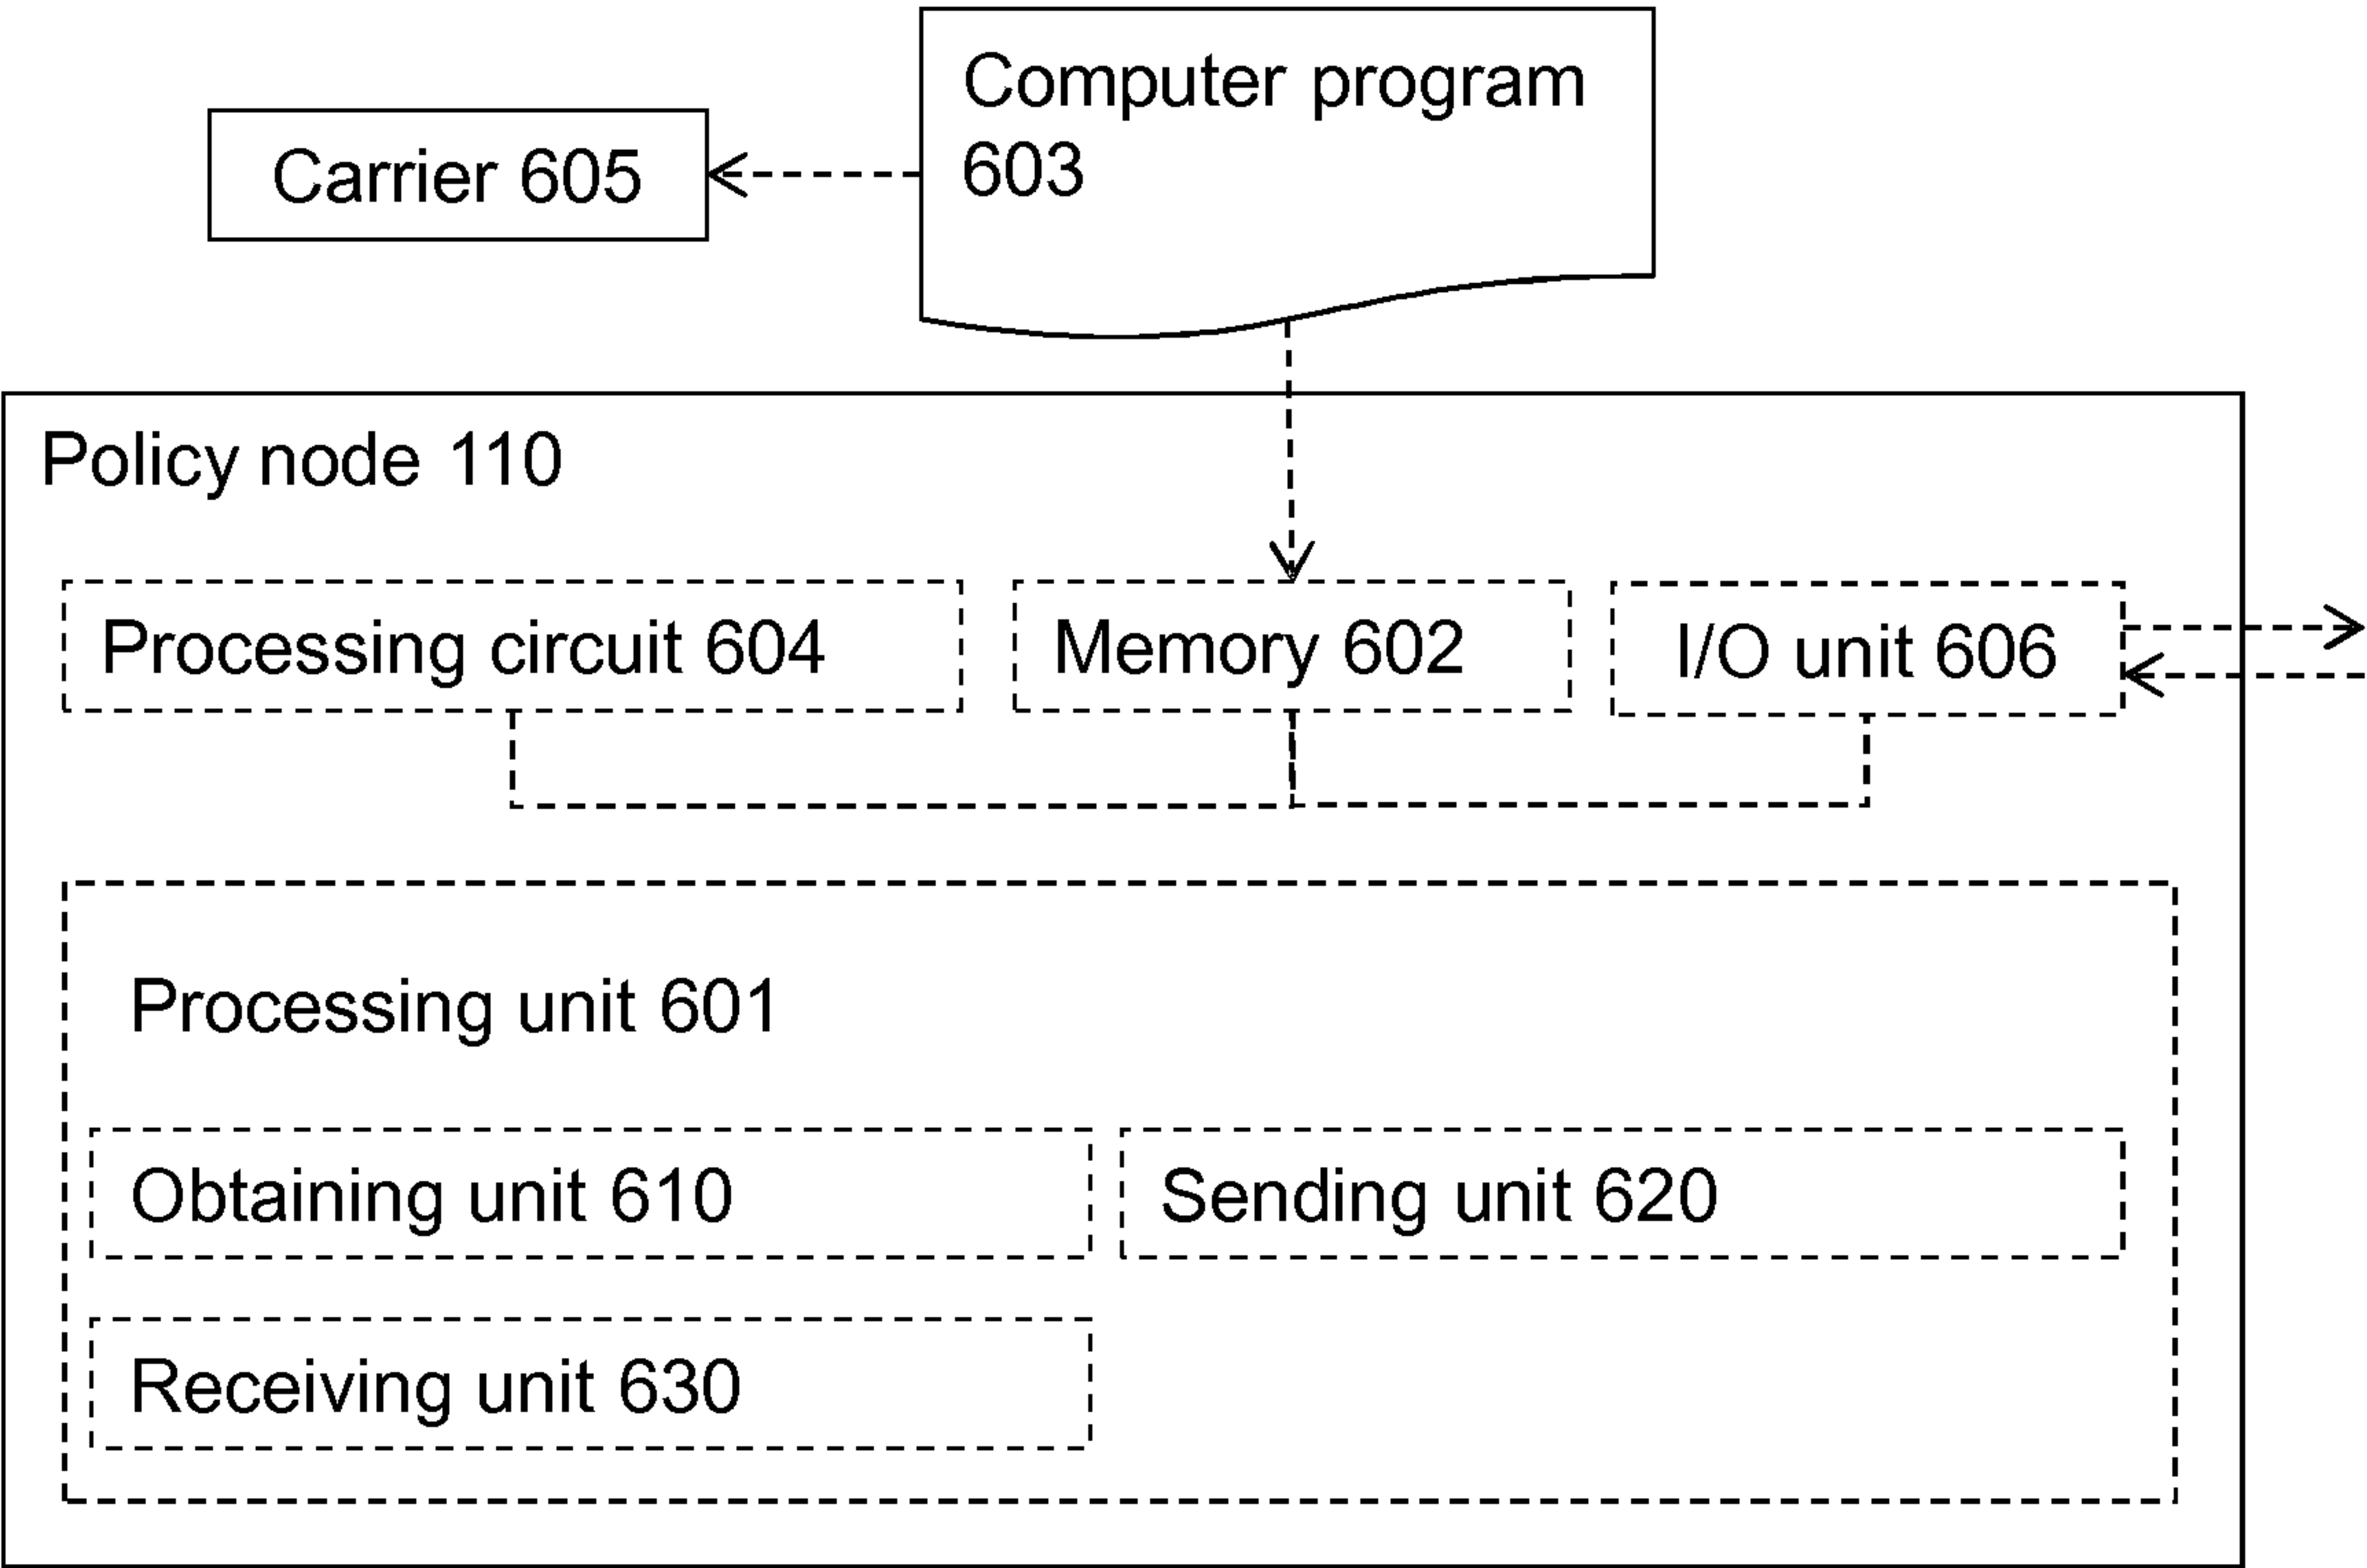 Computer program
603
Carrier 605
Policy node 110
Processing circuit 604
Memory 602
I/O unit 606
Processing unit 601
Obtaining unit 610
Sending unit 620
Receiving unit 630